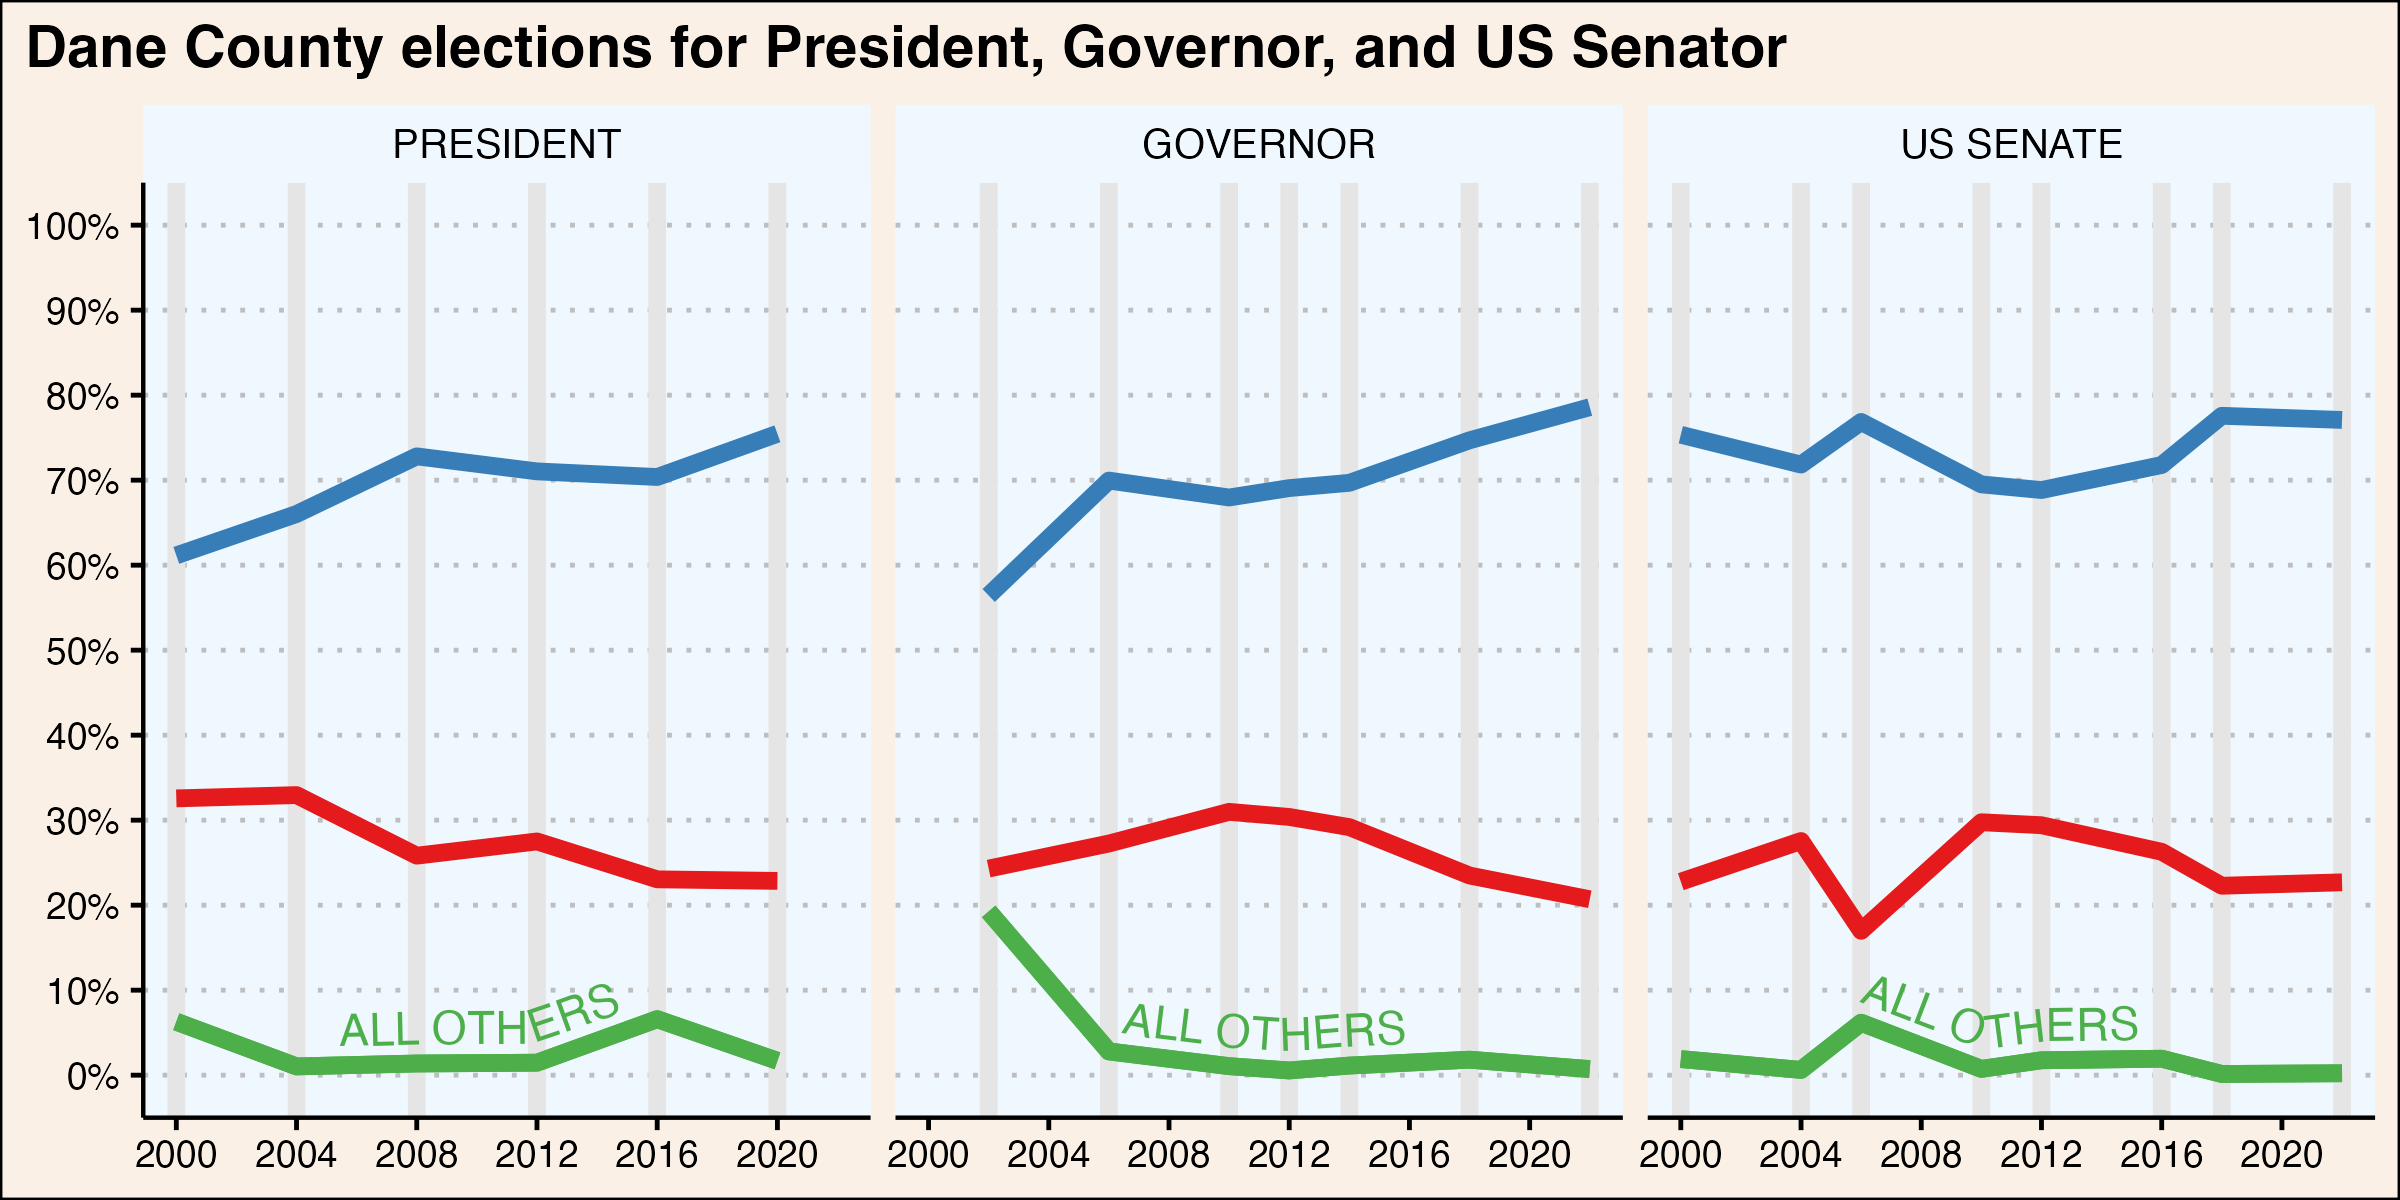 Dane County elections for President, Governor, and US Senator
PRESIDENT
GOVERNOR
US SENATE
100%
90%
80%
70%
60%
50%
40%
30%
20%
10%
0%
ALL OTHERS
ALL OTHERS
ALL OTHERS
2000 2004 2008 2012 2016 2020
2000 2004 2008 2012 2016 2020
2000 2004 2008 2012 2016 2020